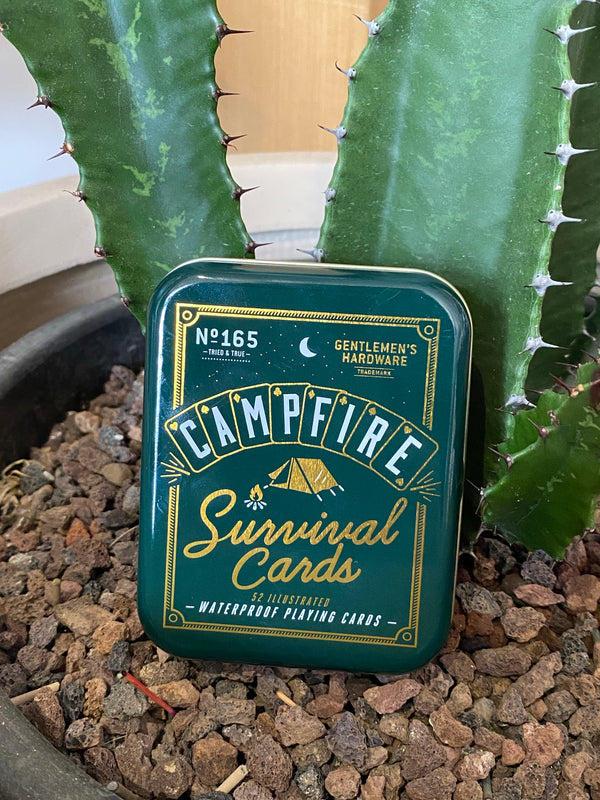 Nº165
— TRIED & TRUE —
GENTLEMEN'S
HARDWARE
TRADEMARK
CAMPFIRE
Survival
Cards
52 ILLUSTRATED
— WATERPROOF PLAYING CARDS —